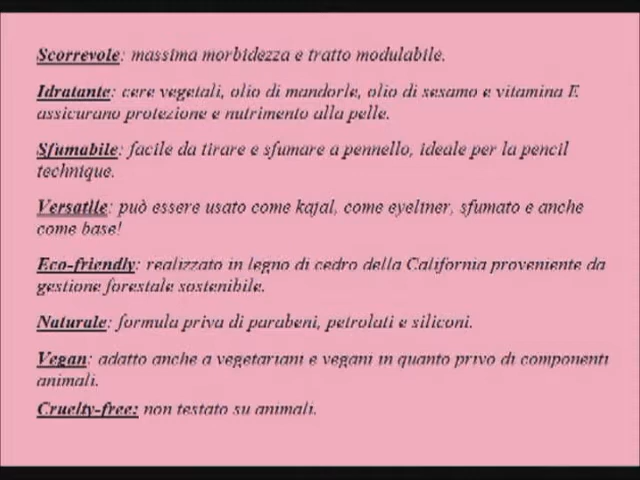 Scorrevole: massima morbidezza e tratto modulabile.
Idratante: cere vegetali, olio di mandorle, olio di sesamo e vitamina E
assicurano protezione e nutrimento alla pelle.
Sfumabile: facile da tirare e sfumare a pennello, ideale per la pencil
technique.
Versatile: può essere usato come kajal, come eyeliner, sfumato e anche
come base!
Eco-friendly: realizzato in legno di cedro della California proveniente da
gestione forestale sostenibile.
Naturale: formula priva di parabeni, petrolati e siliconi.
Vegan: adatto anche a vegetariani e vegani in quanto privo di componenti
animali.
Cruelty-free: non testato su animali.